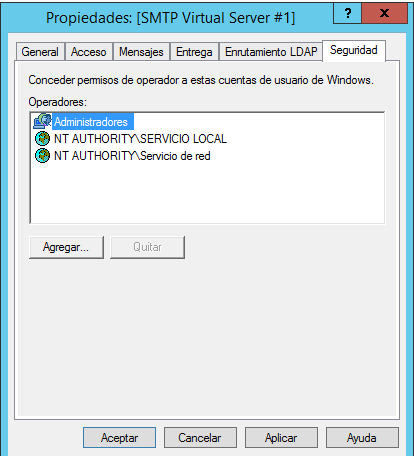 Propiedades: [SMTP Virtual Server #1]
? x
General Acceso Mensajes Entrega Enrutamiento LDAP Seguridad
Conceder permisos de operador a estas cuentas de usuario de Windows.
Operadores:
Administradores
NT AUTHORITY\SERVICIO LOCAL
NT AUTHORITY\Servicio de red
Agregar... Quitar
Aceptar Cancelar Aplicar Ayuda